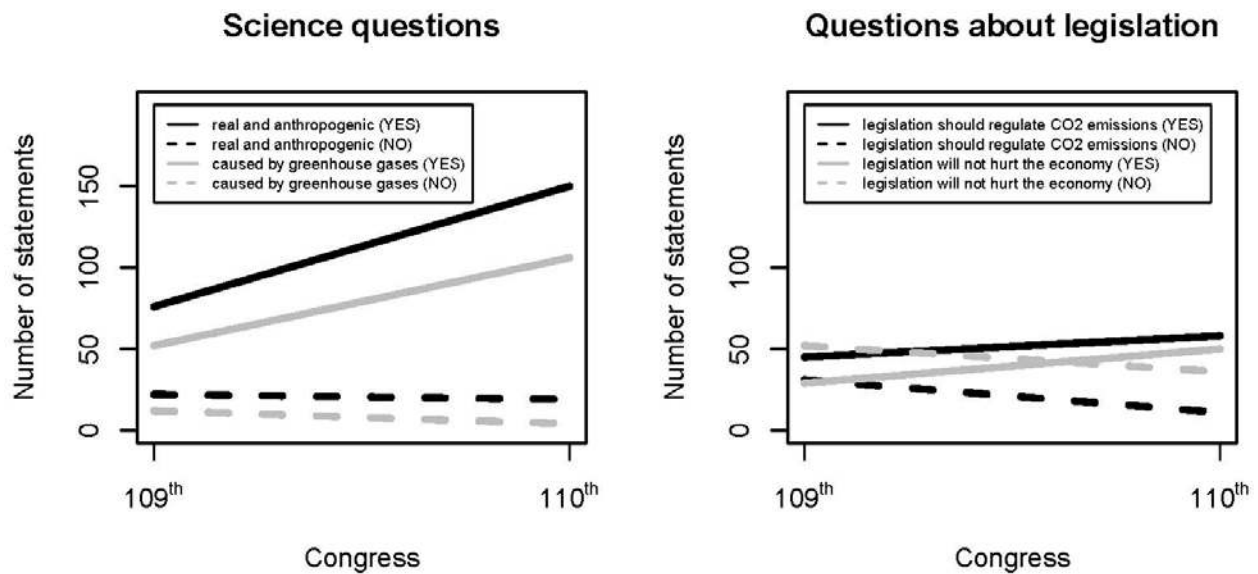 Science questions
Number of statements
150
100
50
0
real and anthropogenic (YES)
real and anthropogenic (NO)
caused by greenhouse gases (YES)
caused by greenhouse gases (NO)
109th
110th
Congress
Questions about legislation
Number of statements
100
50
0
legislation should regulate CO2 emissions (YES)
legislation should regulate CO2 emissions (NO)
legislation will not hurt the economy (YES)
legislation will not hurt the economy (NO)
109th
110th
Congress